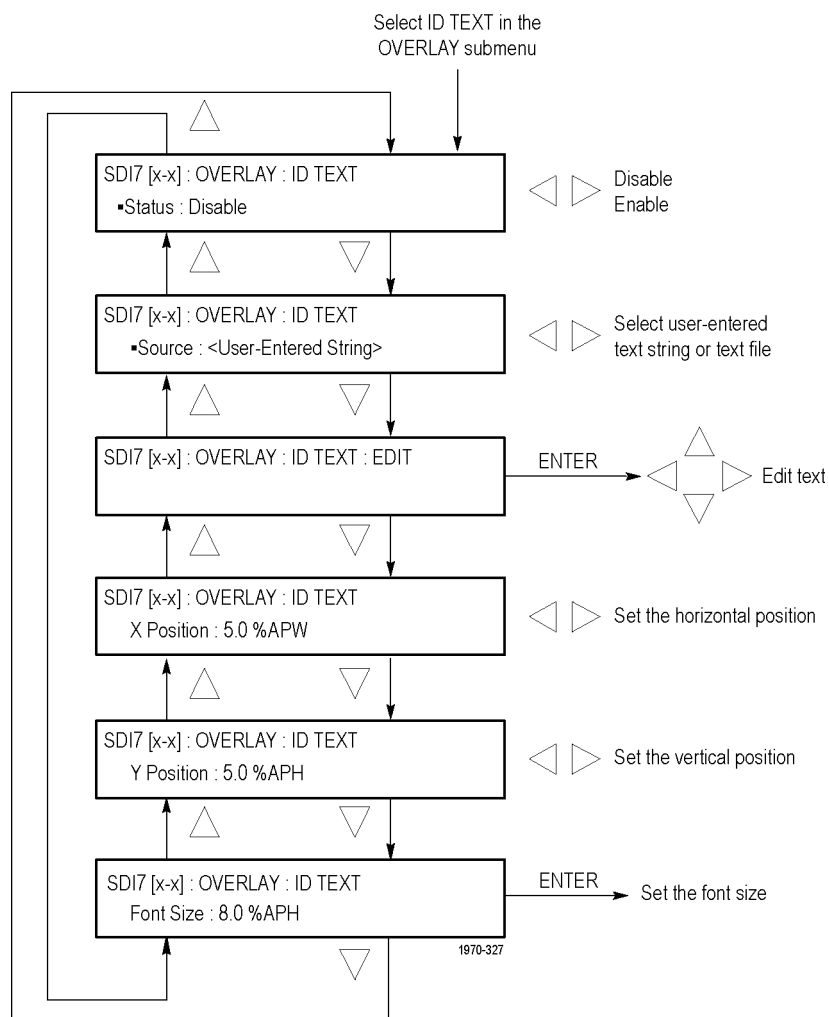 Select ID TEXT in the
OVERLAY submenu
SDI7 [x-x] : OVERLAY : ID TEXT
▪Status : Disable
Disable
Enable
SDI7 [x-x] : OVERLAY : ID TEXT
▪Source : <User-Entered String>
Select user-entered
text string or text file
SDI7 [x-x] : OVERLAY : ID TEXT : EDIT
ENTER
Edit text
SDI7 [x-x] : OVERLAY : ID TEXT
X Position : 5.0 %APW
Set the horizontal position
SDI7 [x-x] : OVERLAY : ID TEXT
Y Position : 5.0 %APH
Set the vertical position
SDI7 [x-x] : OVERLAY : ID TEXT
Font Size : 8.0 %APH
ENTER
Set the font size
1970-327